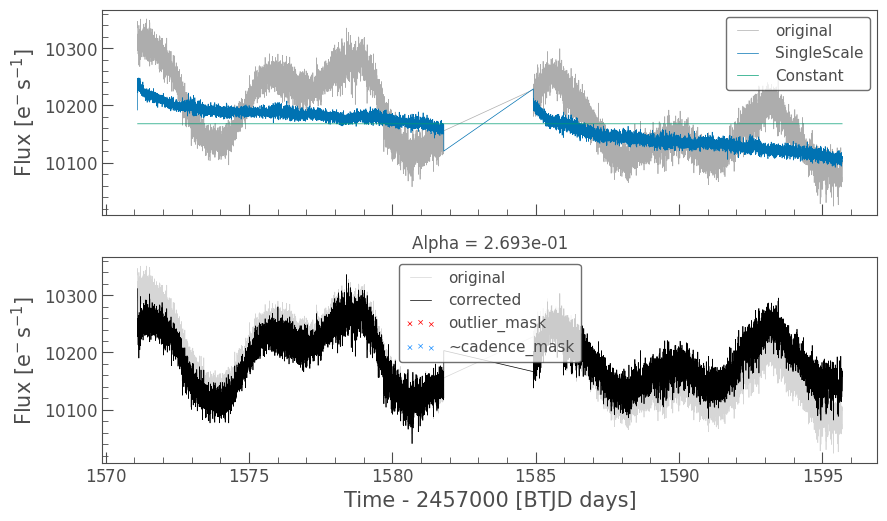 original
SingleScale
Constant
10300
10200
10100
Flux [e⁻ s⁻¹]
Alpha = 2.693e-01
original
corrected
outlier_mask
~cadence_mask
10300
10200
10100
Flux [e⁻ s⁻¹]
1570 1575 1580 1585 1590 1595
Time - 2457000 [BTJD days]